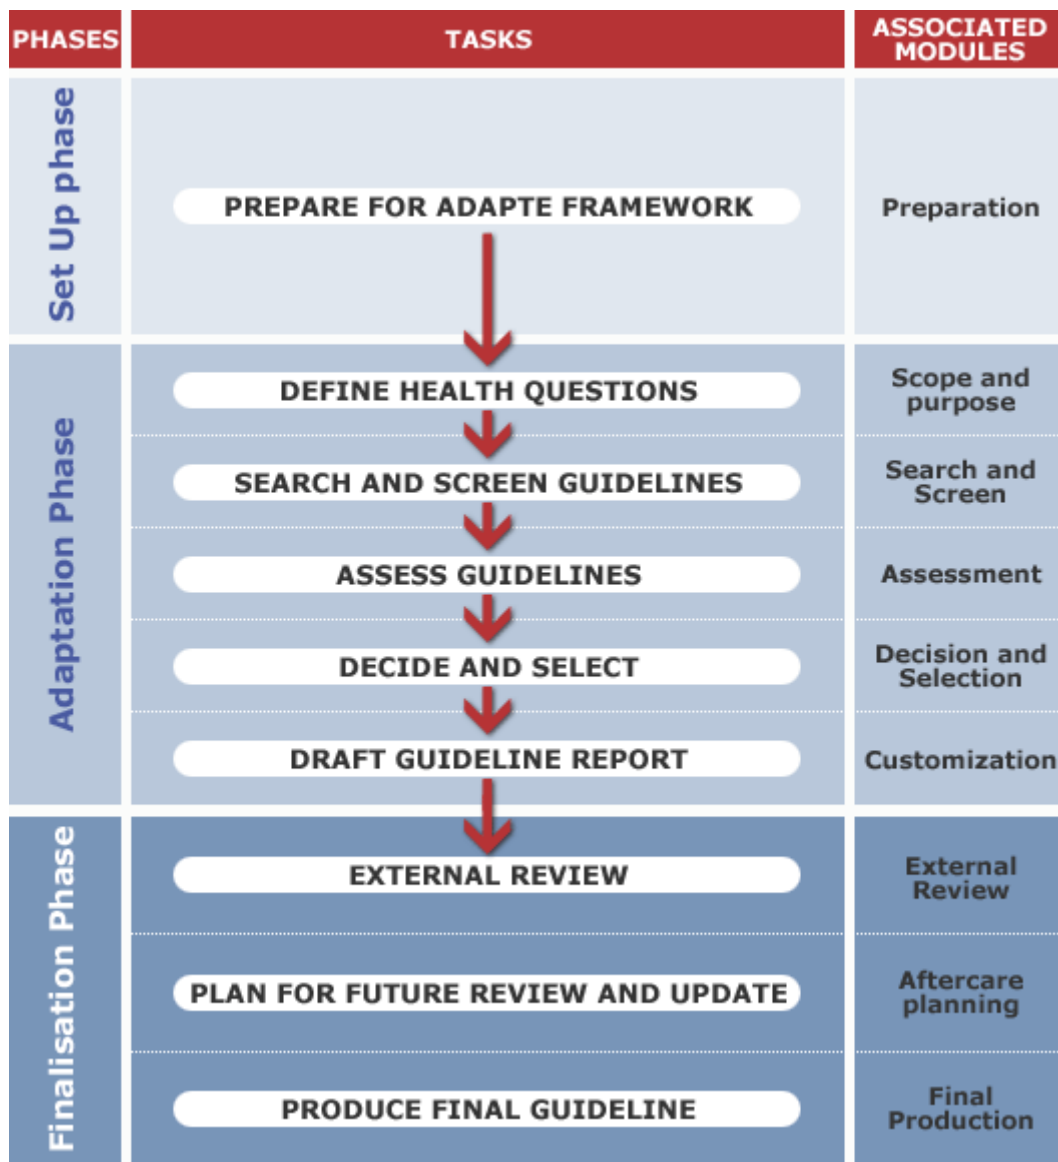 PHASES
TASKS
ASSOCIATED
MODULES
Set Up phase
PREPARE FOR ADAPTE FRAMEWORK
Preparation
Adaptation Phase
DEFINE HEALTH QUESTIONS
Scope and
purpose
SEARCH AND SCREEN GUIDELINES
Search and
Screen
ASSESS GUIDELINES
Assessment
DECIDE AND SELECT
Decision and
Selection
DRAFT GUIDELINE REPORT
Customization
Finalisation Phase
EXTERNAL REVIEW
External
Review
PLAN FOR FUTURE REVIEW AND UPDATE
Aftercare
planning
PRODUCE FINAL GUIDELINE
Final
Production